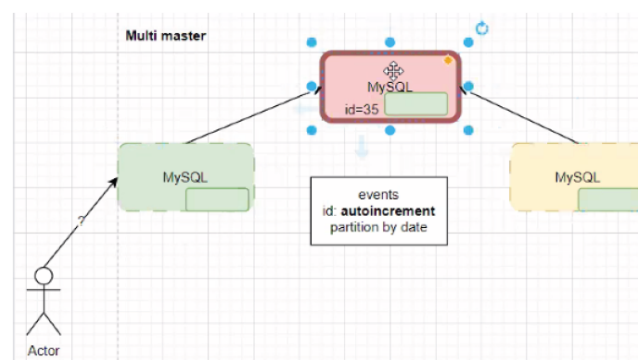 Multi master
MySQL
id=35
MySQL
MySQL
events
id: autoincrement
partition by date
?
Actor